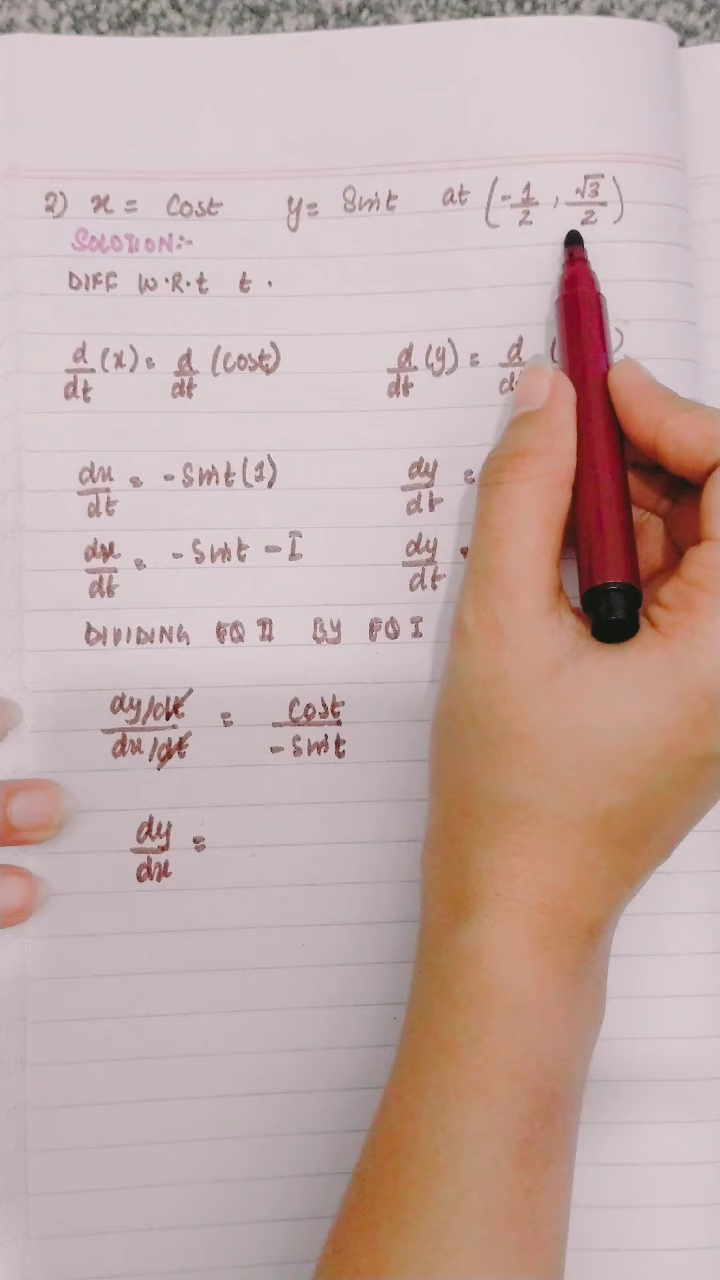 2) x = Cost y = Sint at (-1/2, √3/2)
SOLUTION:-
DIFF W.R.t t.
d/dt (x) = d/dt (Cost) d/dt (y) = d/
dx/dt = -Sint(1) dy/dt =
dx/dt = -Sint - I dy/dt =
DIVIDING EQ II BY EQ I
dy/dt / dx/dt = Cost / -Sint
dy/dx =